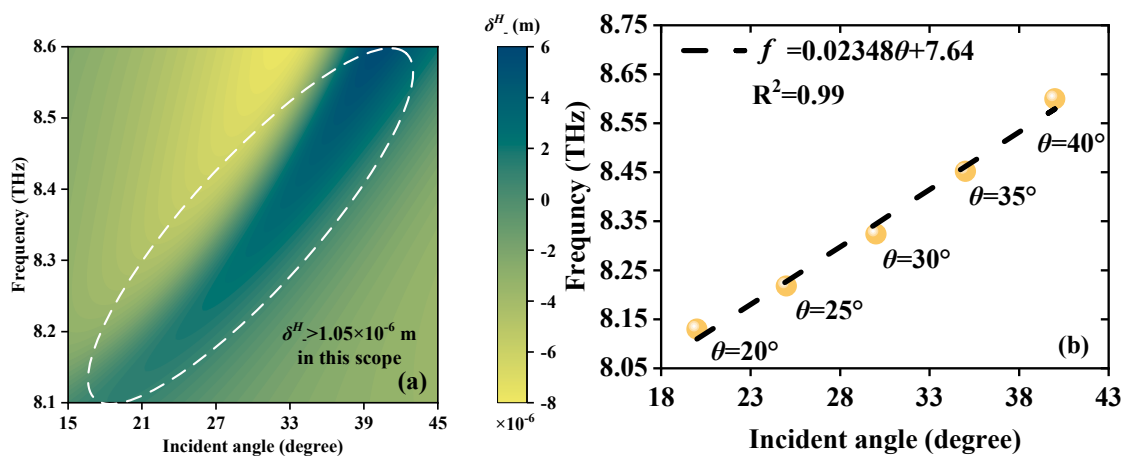 δᴴ₋ (m)
8.6
8.5
8.4
8.3
8.2
8.1
Frequency (THz)
15 21 27 33 39 45
Incident angle (degree)
δᴴ₋>1.05×10⁻⁶ m
in this scope
(a)
6
4
2
0
-2
-4
-6
-8
×10⁻⁶
8.75
8.65
8.55
8.45
8.35
8.25
8.15
8.05
Frequncy (THz)
f =0.02348θ+7.64
R²=0.99
θ=40°
θ=35°
θ=30°
θ=25°
θ=20°
(b)
18 23 28 33 38 43
Incident angle (degree)